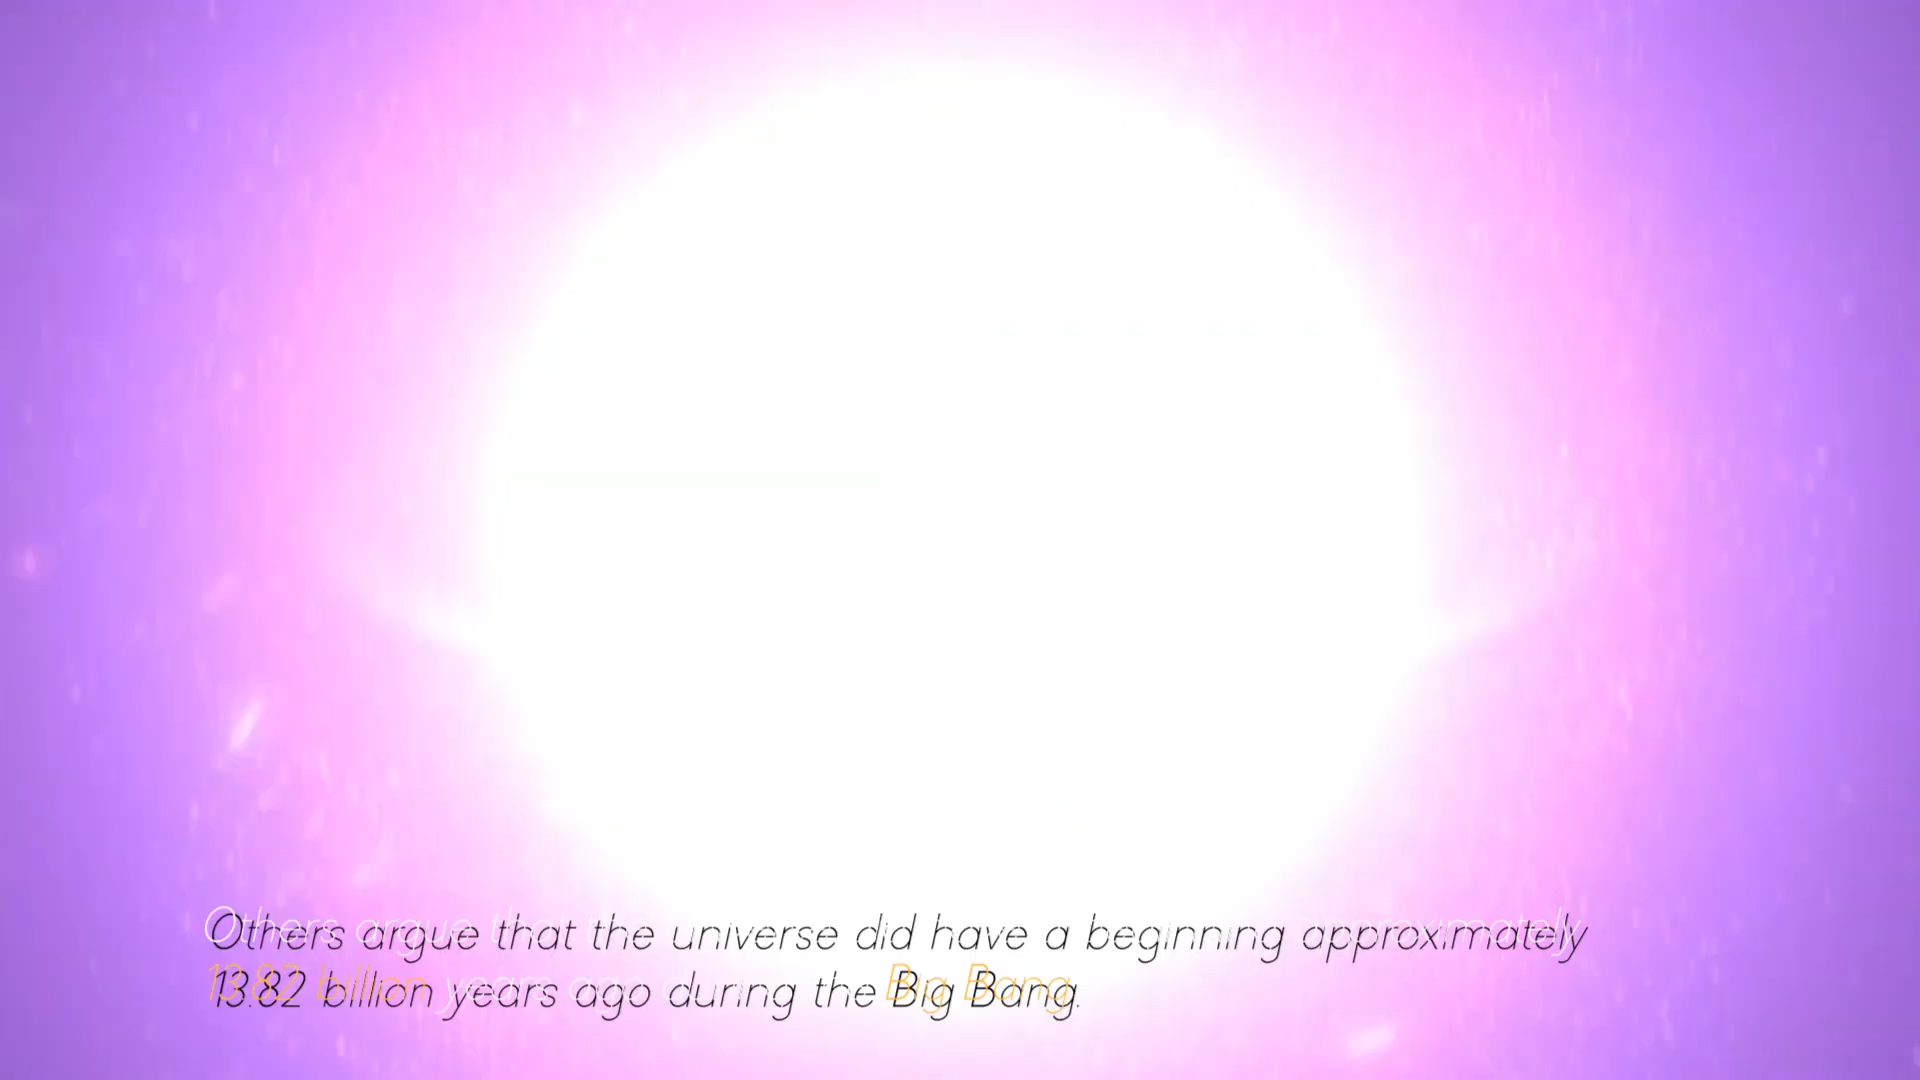 Others argue that the universe did have a beginning approximately
13.82 billion years ago during the Big Bang.